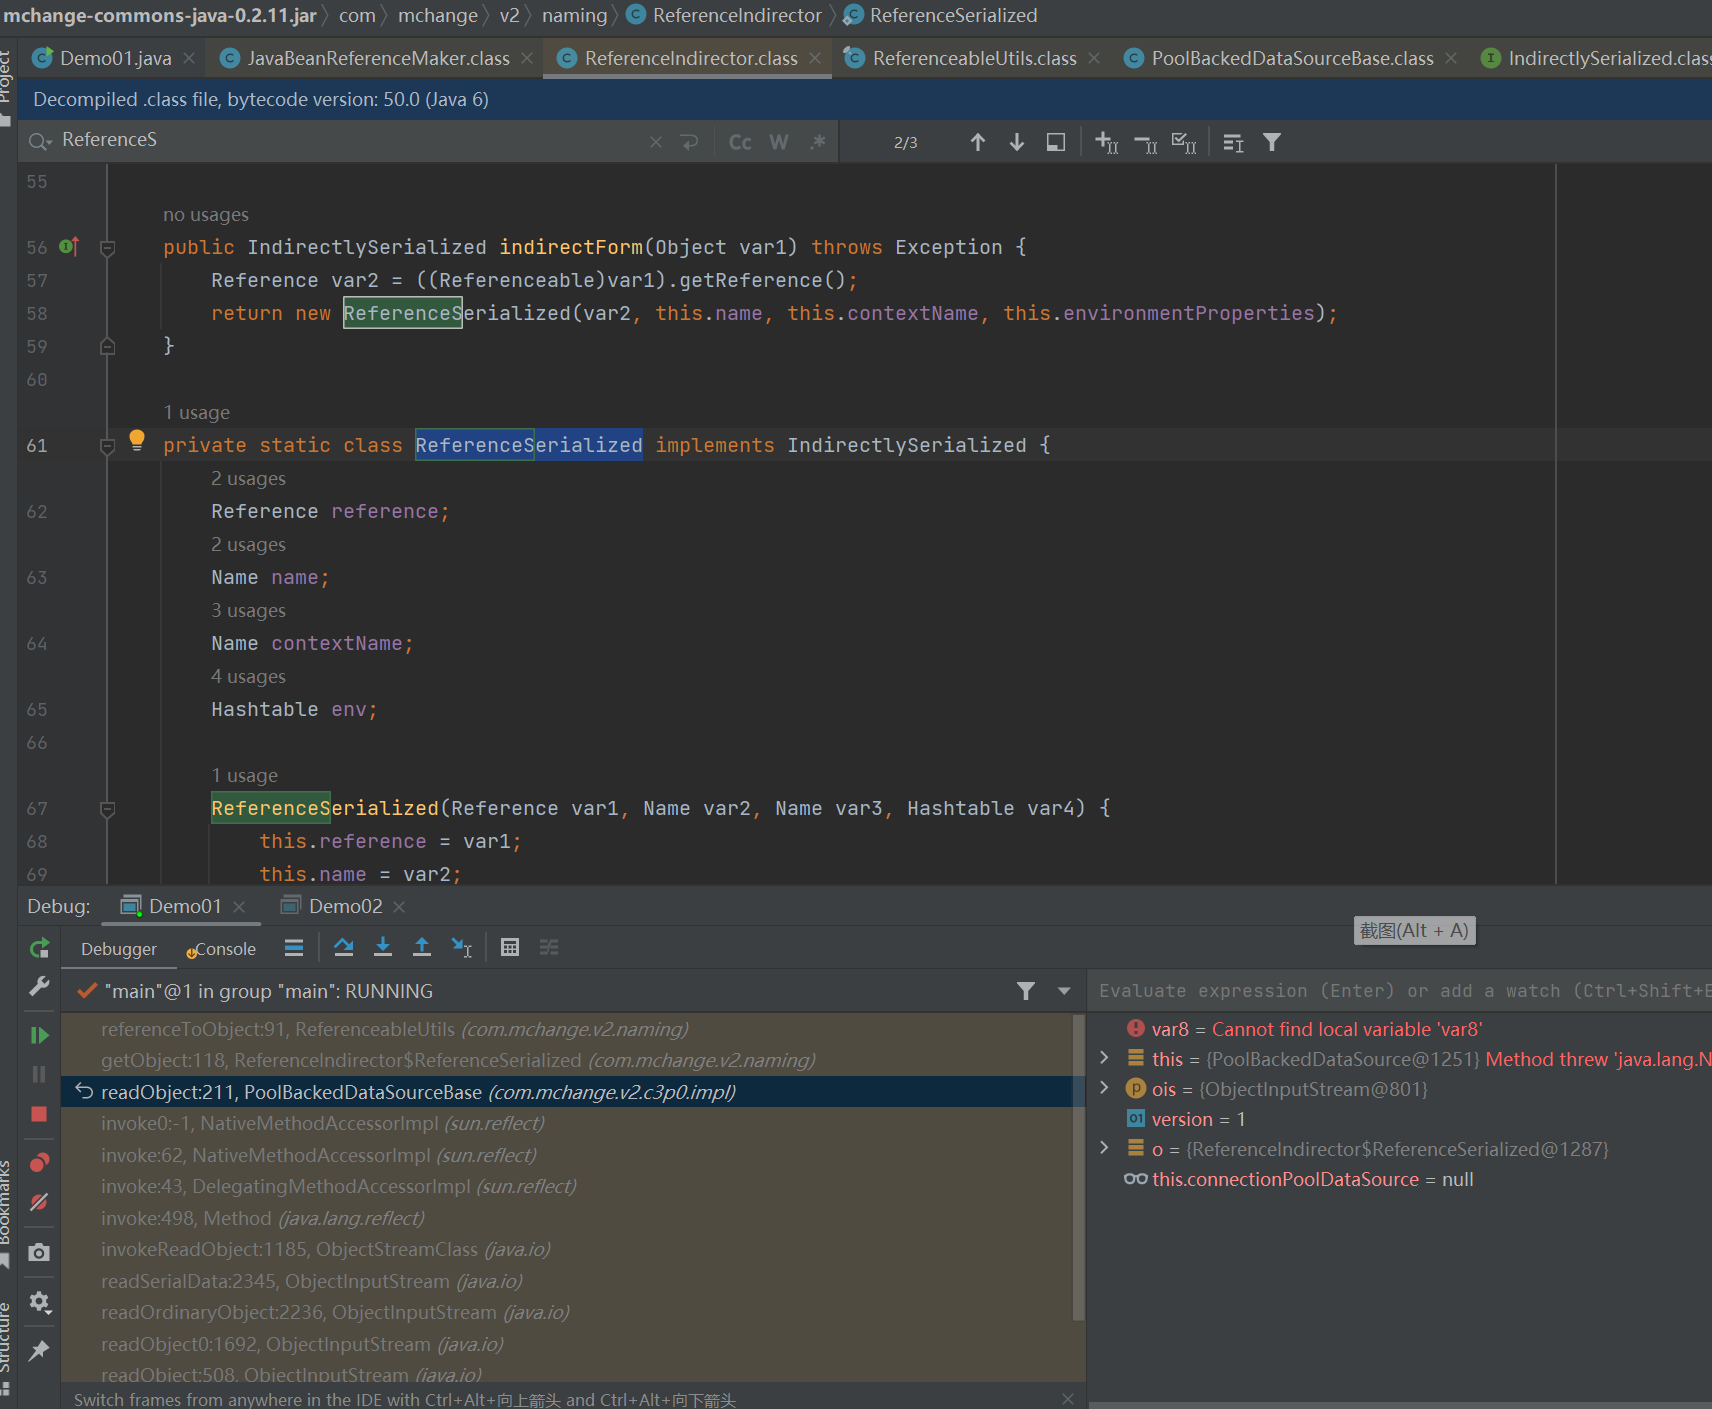 mchange-commons-java-0.2.11.jar com mchange v2 naming ReferenceIndirector ReferenceSerialized
Project
Demo01.java JavaBeanReferenceMaker.class ReferenceIndirector.class ReferenceableUtils.class PoolBackedDataSourceBase.class IndirectlySerialized.clas
Decompiled .class file, bytecode version: 50.0 (Java 6)
ReferenceS Cc W .* 2/3
55
no usages
56 public IndirectlySerialized indirectForm(Object var1) throws Exception {
57 Reference var2 = ((Referenceable)var1).getReference();
58 return new ReferenceSerialized(var2, this.name, this.contextName, this.environmentProperties);
59 }
60
1 usage
61 private static class ReferenceSerialized implements IndirectlySerialized {
2 usages
62 Reference reference;
2 usages
63 Name name;
3 usages
64 Name contextName;
4 usages
65 Hashtable env;
66
1 usage
67 ReferenceSerialized(Reference var1, Name var2, Name var3, Hashtable var4) {
68 this.reference = var1;
69 this.name = var2;
Debug: Demo01 Demo02
截图(Alt + A)
Debugger Console
"main"@1 in group "main": RUNNING
Evaluate expression (Enter) or add a watch (Ctrl+Shift+E
referenceToObject:91, ReferenceableUtils (com.mchange.v2.naming)
getObject:118, ReferenceIndirector$ReferenceSerialized (com.mchange.v2.naming)
readObject:211, PoolBackedDataSourceBase (com.mchange.v2.c3p0.impl)
invoke0:-1, NativeMethodAccessorImpl (sun.reflect)
invoke:62, NativeMethodAccessorImpl (sun.reflect)
invoke:43, DelegatingMethodAccessorImpl (sun.reflect)
invoke:498, Method (java.lang.reflect)
invokeReadObject:1185, ObjectStreamClass (java.io)
readSerialData:2345, ObjectInputStream (java.io)
readOrdinaryObject:2236, ObjectInputStream (java.io)
readObject0:1692, ObjectInputStream (java.io)
readObject:508, ObjectInputStream (java.io)
var8 = Cannot find local variable 'var8'
this = {PoolBackedDataSource@1251} Method threw 'java.lang.N
ois = {ObjectInputStream@801}
version = 1
o = {ReferenceIndirector$ReferenceSerialized@1287}
this.connectionPoolDataSource = null
Bookmarks
Structure
Switch frames from anywhere in the IDE with Ctrl+Alt+向上箭头 and Ctrl+Alt+向下箭头